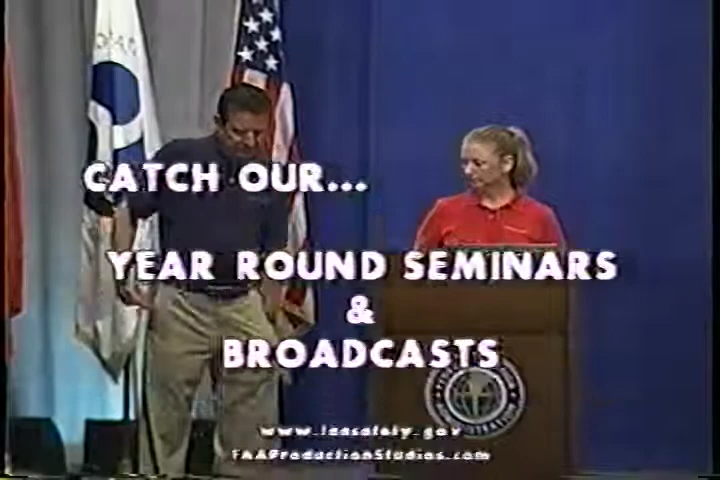 CATCH OUR...
YEAR ROUND SEMINARS
&
BROADCASTS
www.faasafety.gov
FAAProductionStudios.com